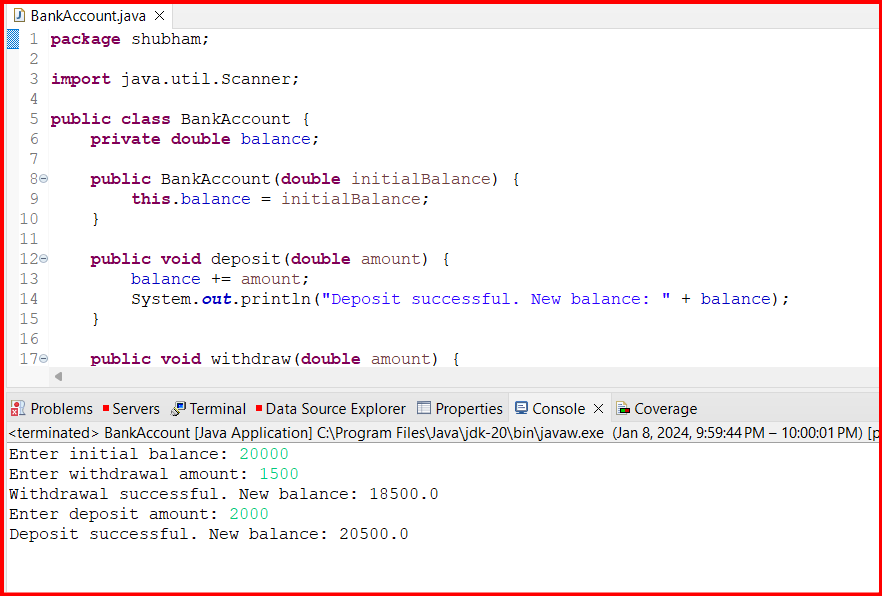 BankAccount.java
1 package shubham;
2
3 import java.util.Scanner;
4
5 public class BankAccount {
6     private double balance;
7
8     public BankAccount(double initialBalance) {
9         this.balance = initialBalance;
10     }
11
12     public void deposit(double amount) {
13         balance += amount;
14         System.out.println("Deposit successful. New balance: " + balance);
15     }
16
17     public void withdraw(double amount) {
Problems Servers Terminal Data Source Explorer Properties Console Coverage
<terminated> BankAccount [Java Application] C:\Program Files\Java\jdk-20\bin\javaw.exe (Jan 8, 2024, 9:59:44 PM – 10:00:01 PM) [p
Enter initial balance: 20000
Enter withdrawal amount: 1500
Withdrawal successful. New balance: 18500.0
Enter deposit amount: 2000
Deposit successful. New balance: 20500.0